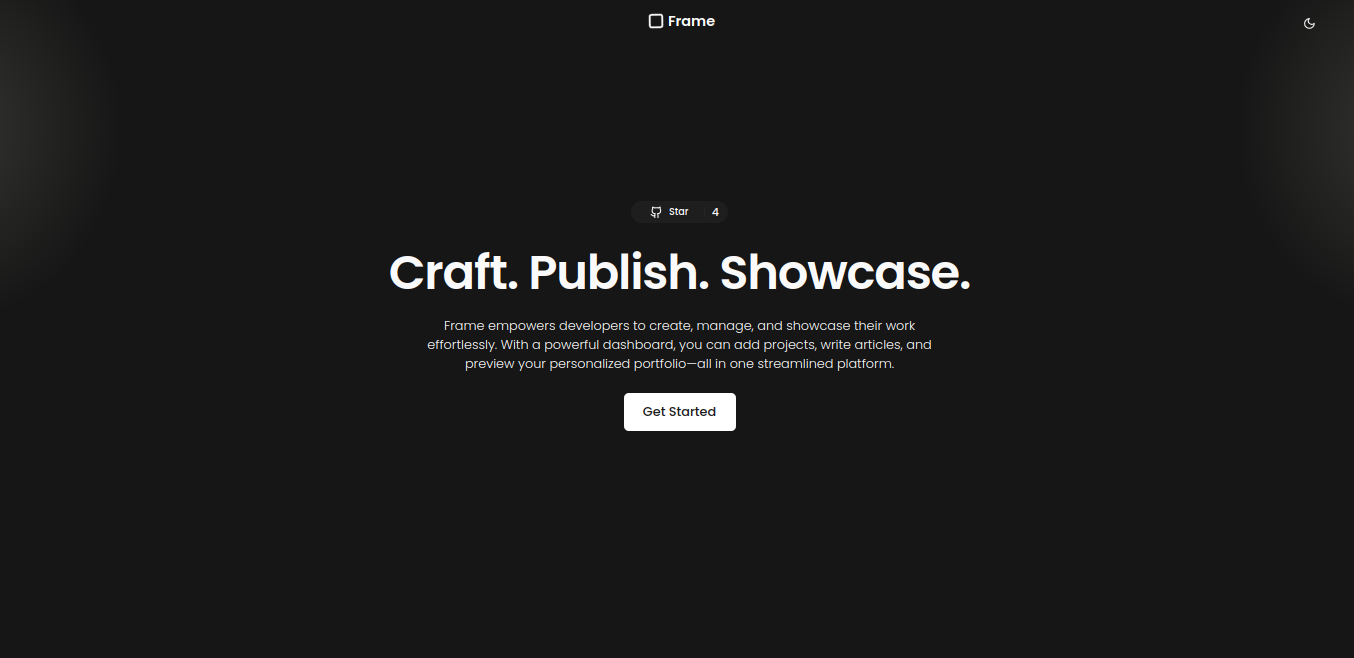 Frame
Star 4
Craft. Publish. Showcase.
Frame empowers developers to create, manage, and showcase their work
effortlessly. With a powerful dashboard, you can add projects, write articles, and
preview your personalized portfolio—all in one streamlined platform.
Get Started